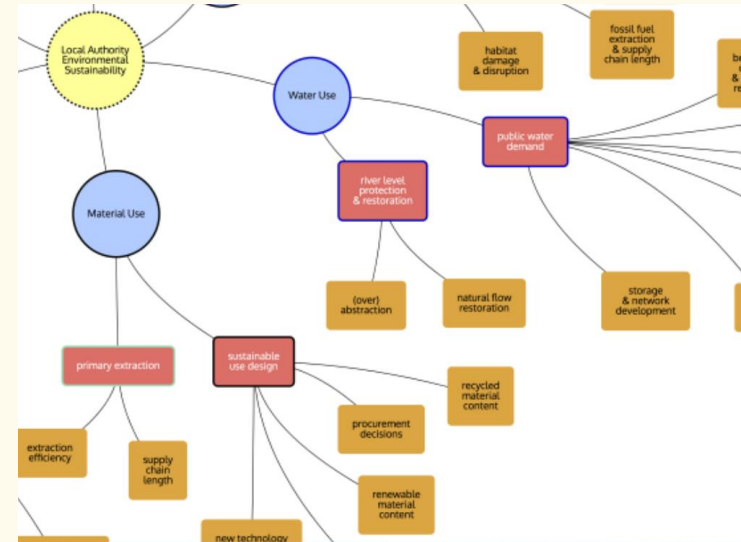 Local Authority
Environmental
Sustainability
Water Use
habitat
damage
& disruption
fossil fuel
extraction
& supply
chain length
public water
demand
river level
protection
& restoration
Material Use
(over)
abstraction
natural flow
restoration
storage
& network
development
primary extraction
sustainable
use design
recycled
material
content
procurement
decisions
extraction
efficiency
supply
chain
length
renewable
material
content
new technology